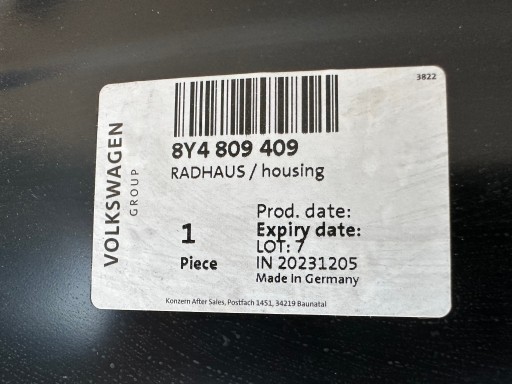 3822
8Y4 809 409
RADHAUS / housing
VOLKSWAGEN
GROUP
1
Piece
Prod. date:
Expiry date:
LOT: 7
IN 20231205
Made In Germany
Konzern After Sales, Postfach 1451, 34219 Baunatal